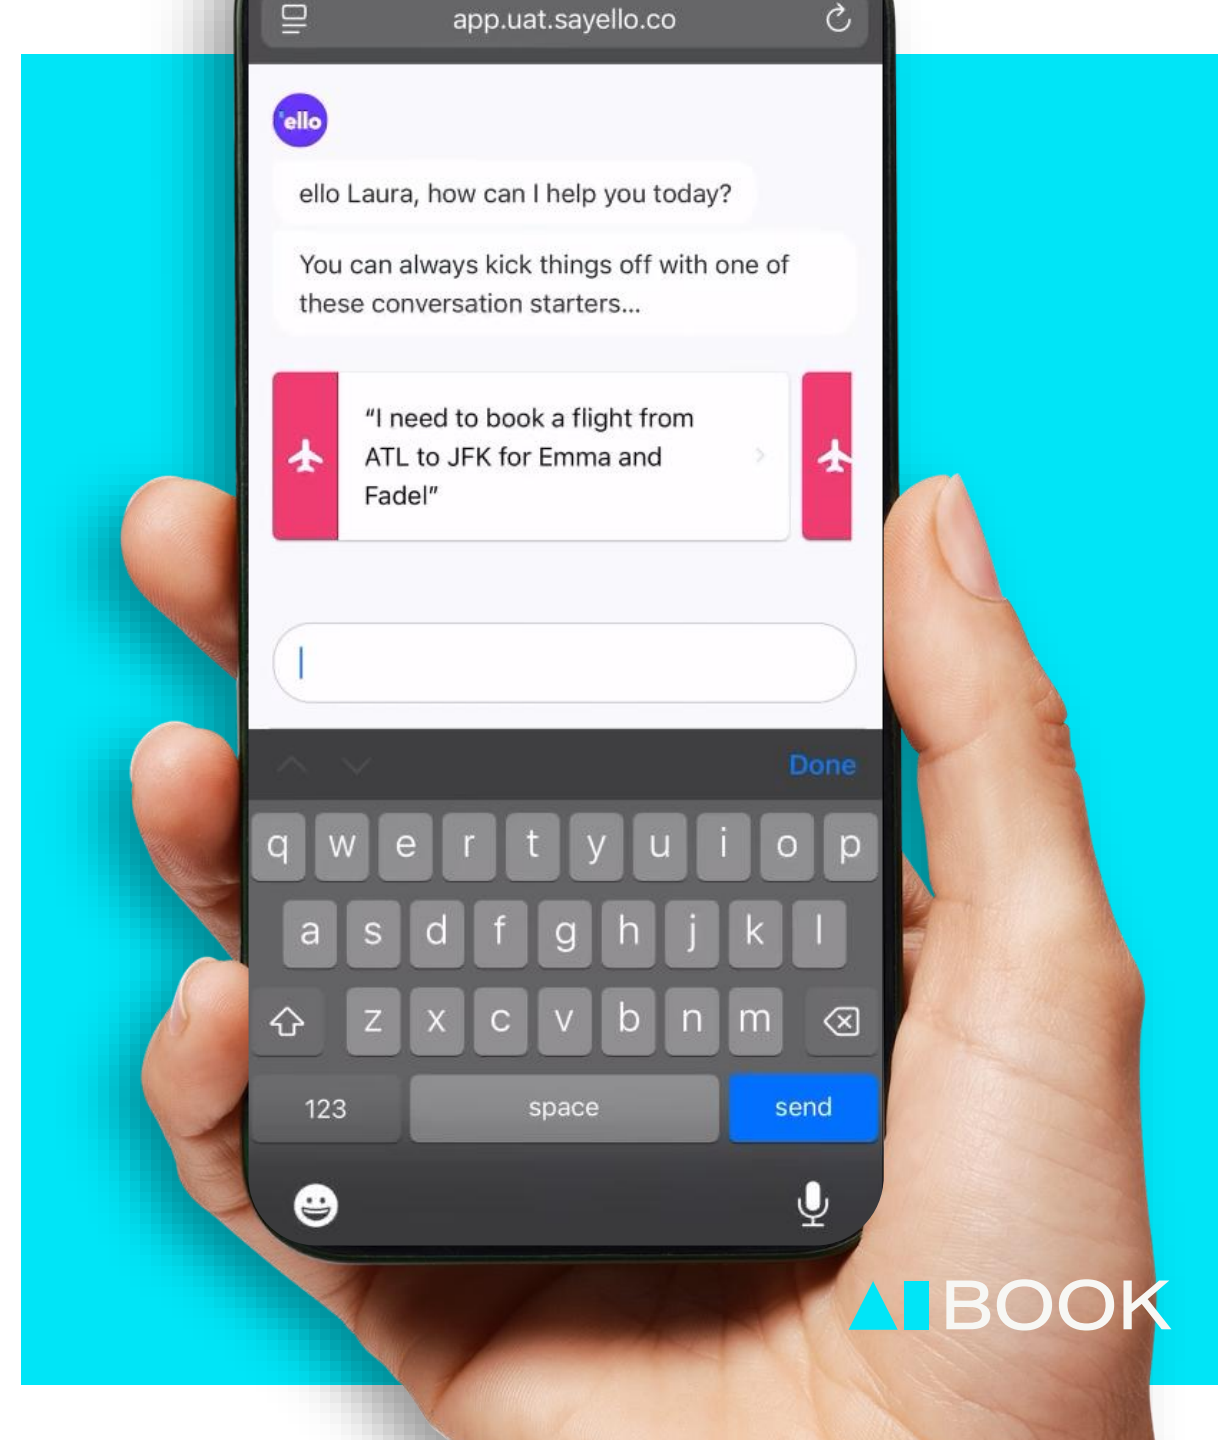 app.uat.sayello.co
'ello
ello Laura, how can I help you today?
You can always kick things off with one of
these conversation starters...
“I need to book a flight from
ATL to JFK for Emma and
Fadel”
Done
q w e r t y u i o p
a s d f g h j k l
z x c v b n m
123 space send
AI BOOK